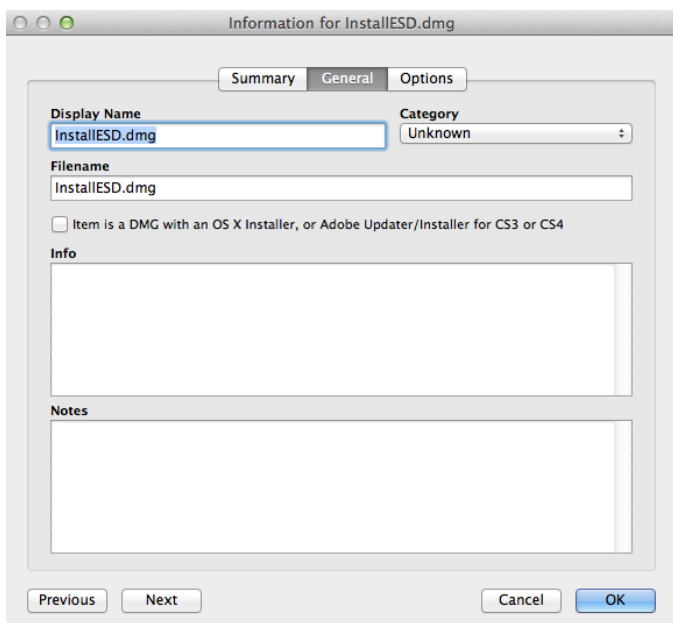 Information for InstallESD.dmg
Summary General Options
Display Name Category
InstallESD.dmg Unknown
Filename
InstallESD.dmg
Item is a DMG with an OS X Installer, or Adobe Updater/Installer for CS3 or CS4
Info
Notes
Previous Next Cancel OK